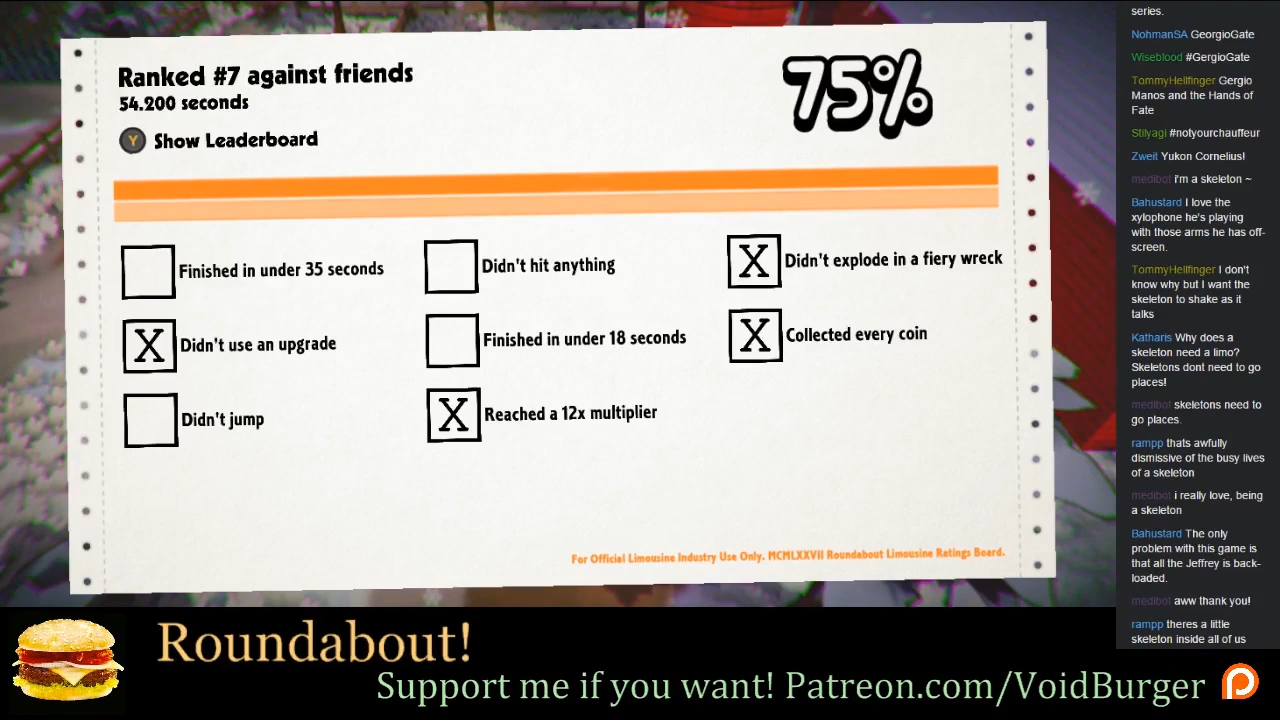 Ranked #7 against friends
54.200 seconds
Y Show Leaderboard
75%
Finished in under 35 seconds
Didn't hit anything
X Didn't explode in a fiery wreck
X Didn't use an upgrade
Finished in under 18 seconds
X Collected every coin
Didn't jump
X Reached a 12x multiplier
For Official Limousine Industry Use Only. MCMLXXVII Roundabout Limousine Ratings Board.
series.
NohmanSA GeorgioGate
Wiseblood #GergioGate
TommyHellfinger Gergio
Manos and the Hands of
Fate
Stilyagi #notyourchauffeur
Zweit Yukon Cornelius!
medibot i'm a skeleton ~
Bahustard I love the
xylophone he's playing
with those arms he has off-
screen.
TommyHellfinger I don't
know why but I want the
skeleton to shake as it
talks
Katharis Why does a
skeleton need a limo?
Skeletons dont need to go
places!
medibot skeletons need to
go places.
rampp thats awfully
dismissive of the busy lives
of a skeleton
medibot i really love, being
a skeleton
Bahustard The only
problem with this game is
that all the Jeffrey is back-
loaded.
medibot aww thank you!
rampp theres a little
skeleton inside all of us
Roundabout!
Support me if you want! Patreon.com/VoidBurger